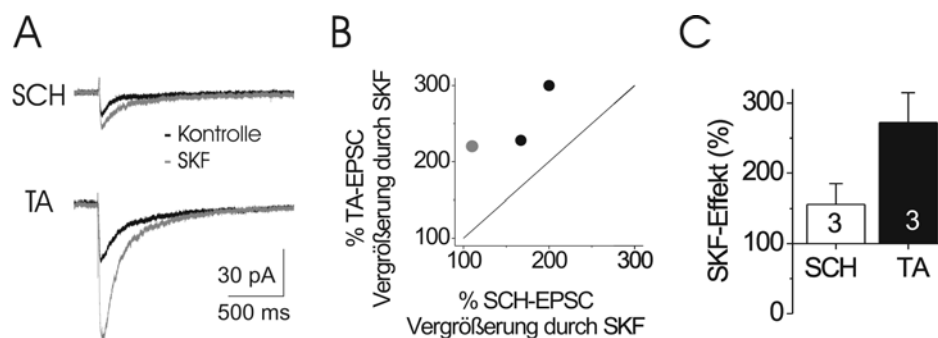 A
SCH
Kontrolle
SKF
TA
30 pA
500 ms
B
% TA-EPSC
Vergrößerung durch SKF
300
200
100
100
200
300
% SCH-EPSC
Vergrößerung durch SKF
C
SKF-Effekt (%)
300
200
100
0
3
3
SCH
TA